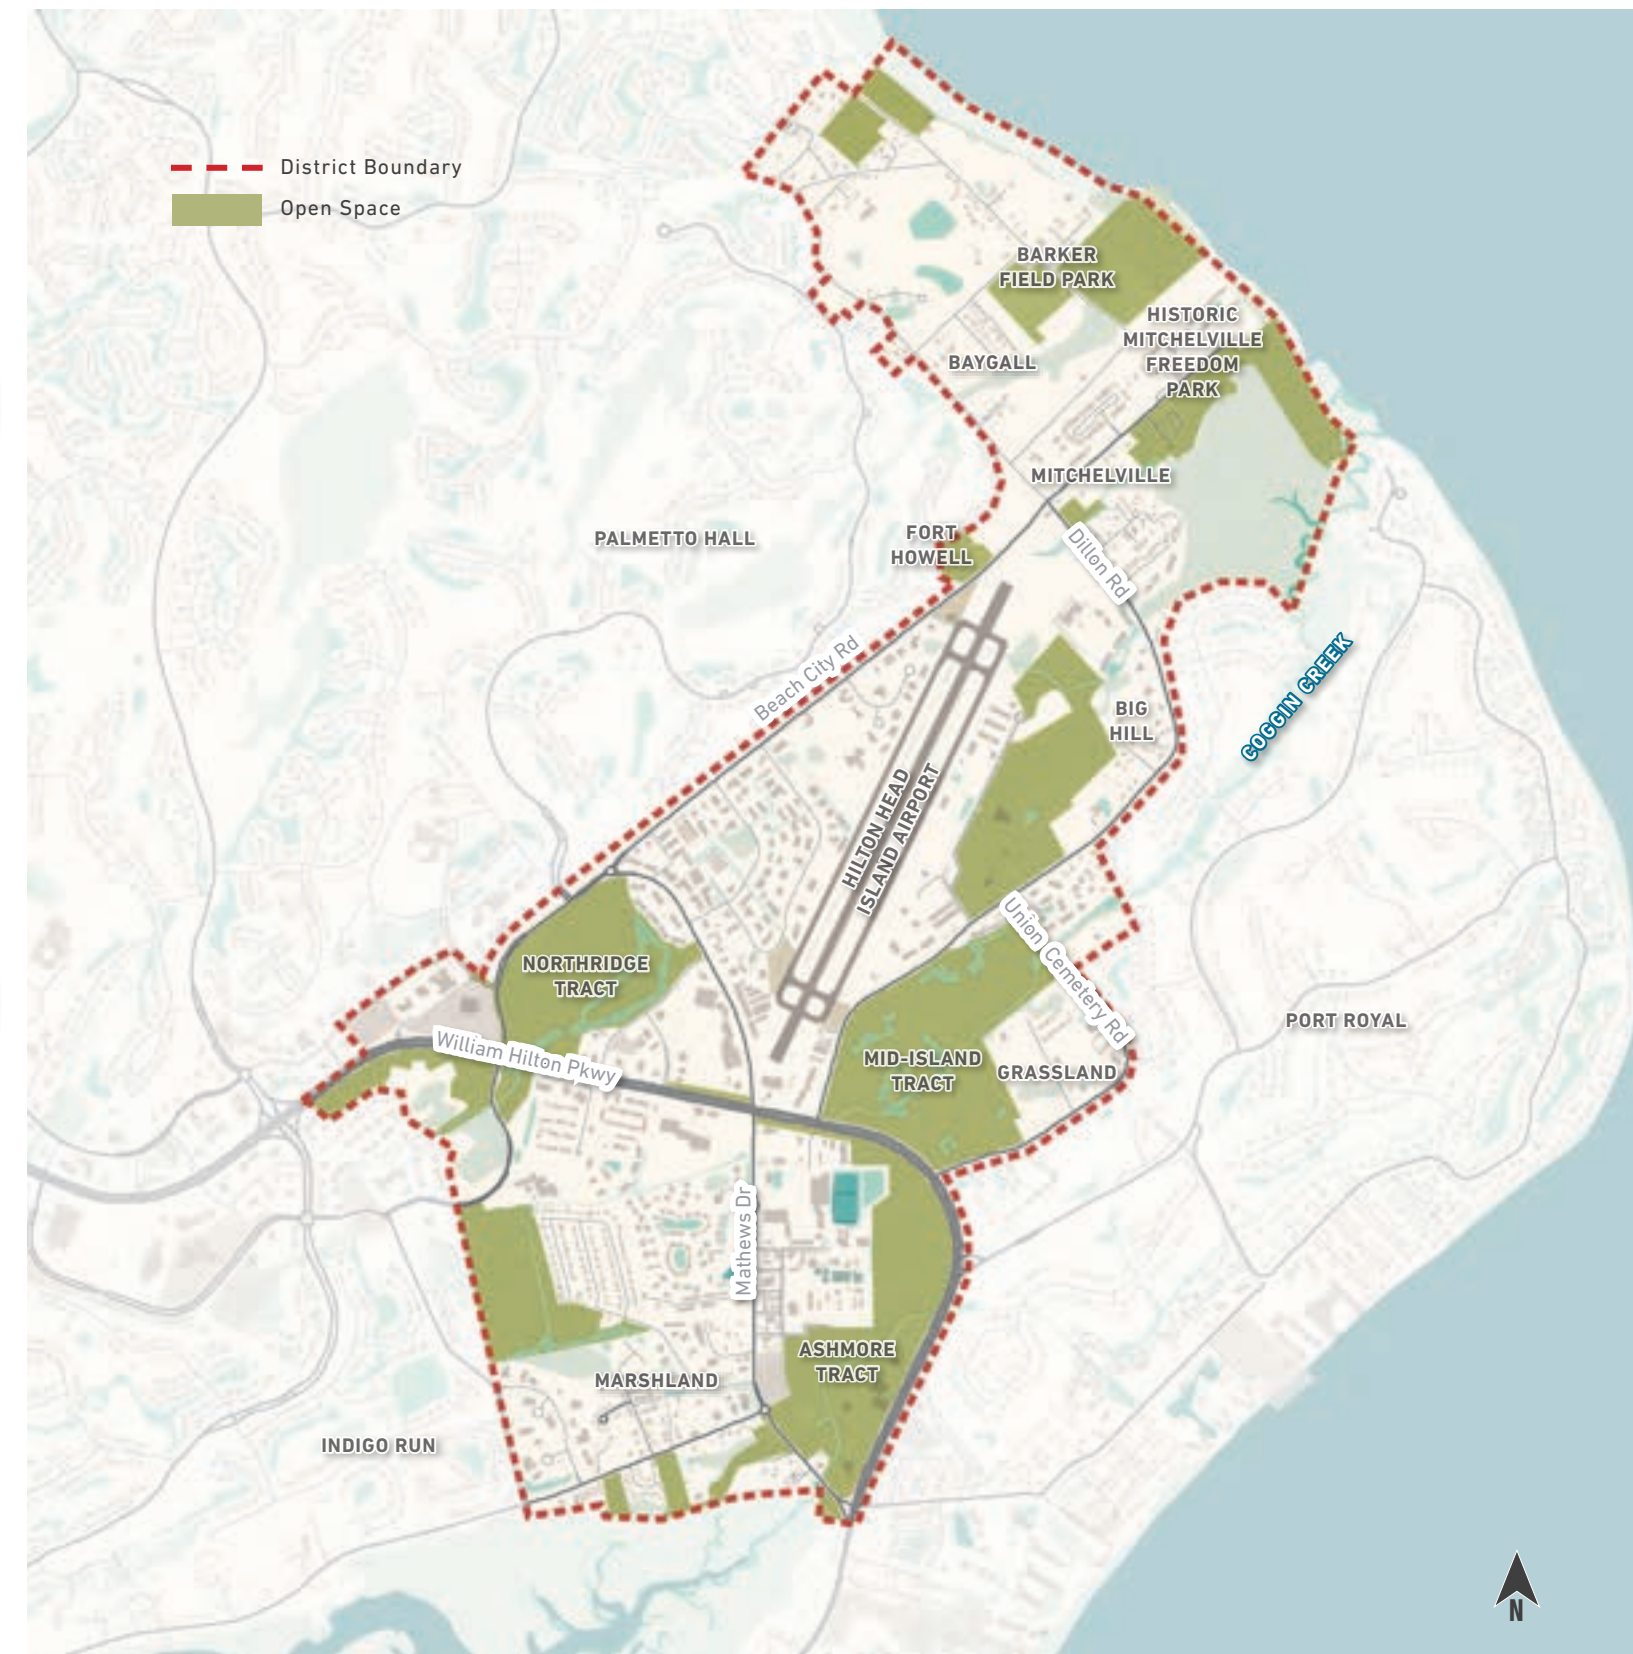 District Boundary
Open Space
BARKER
FIELD PARK
HISTORIC
MITCHELVILLE
FREEDOM
PARK
BAYGALL
MITCHELVILLE
PALMETTO HALL
FORT
HOWELL
Dillon Rd
Beach City Rd
COGGIN CREEK
BIG
HILL
HILTON HEAD
ISLAND AIRPORT
Union Cemetery Rd
NORTHRIDGE
TRACT
PORT ROYAL
William Hilton Pkwy
MID-ISLAND
TRACT
GRASSLAND
Mathews Dr
ASHMORE
TRACT
MARSHLAND
INDIGO RUN
N